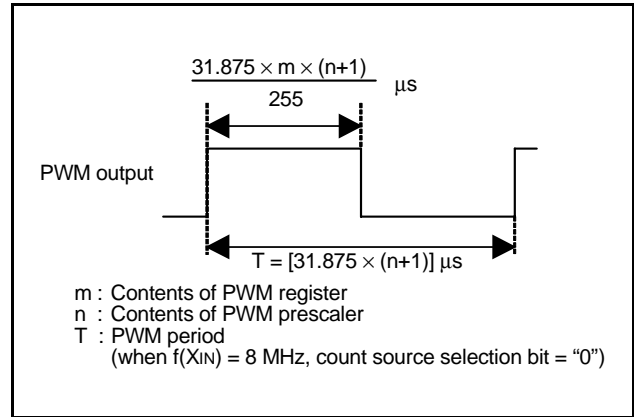 31.875 × m × (n+1)
255
μs
PWM output
T = [31.875 × (n+1)] μs
m : Contents of PWM register
n : Contents of PWM prescaler
T : PWM period
(when f(XIN) = 8 MHz, count source selection bit = “0”)